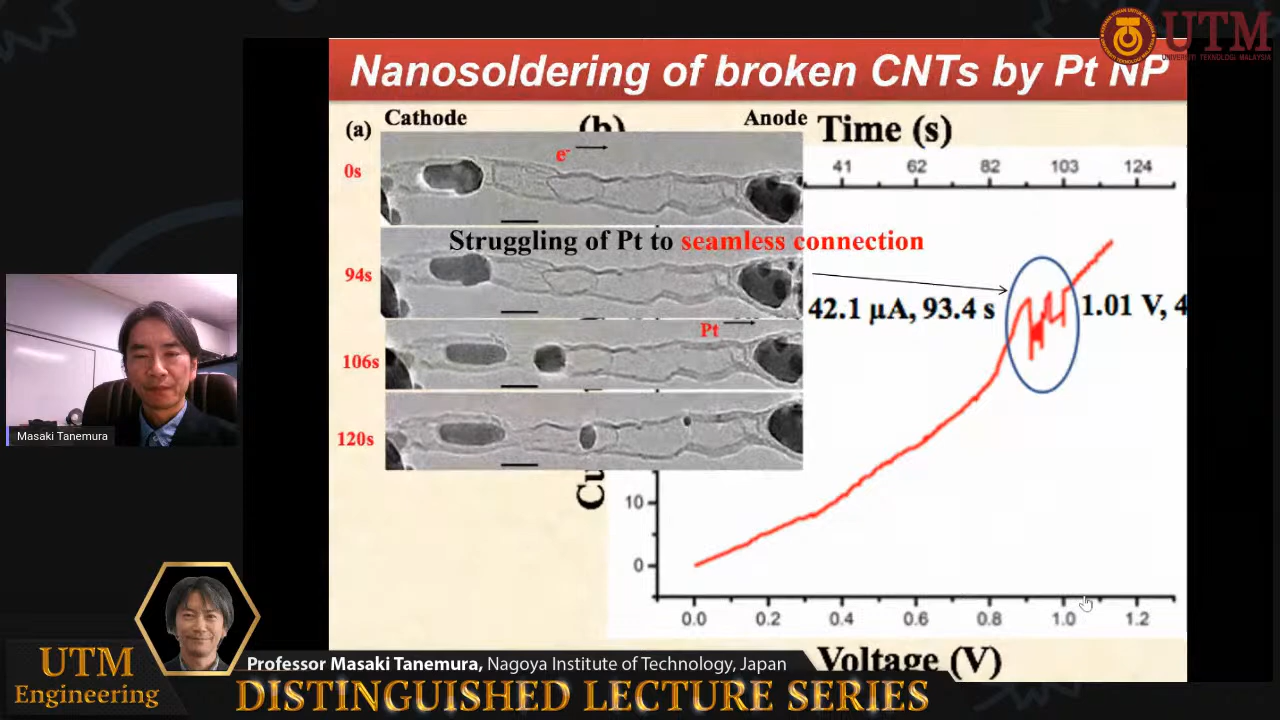 UTM
UNIVERSITI TEKNOLOGI MALAYSIA
Nanosoldering of broken CNTs by Pt NP
(a)
Cathode
(b)
Anode
Time (s)
0s
e⁻
41 62 82 103 124
Struggling of Pt to seamless connection
94s
42.1 µA, 93.4 s
1.01 V, 4
Pt
106s
120s
Cu
10
0
0.0 0.2 0.4 0.6 0.8 1.0 1.2
Voltage (V)
Masaki Tanemura
UTM
Engineering
Professor Masaki Tanemura, Nagoya Institute of Technology, Japan
DISTINGUISHED LECTURE SERIES